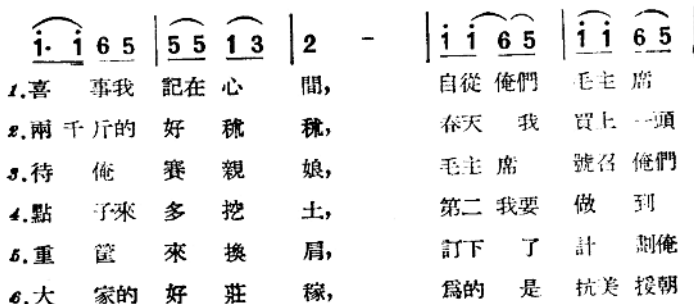 1̇· 1̇ 6 5 | 5 5 1 3 | 2 - | 1̇ 1̇ 6 5 | 1̇ 1̇ 6 5 |
1.喜 事我 記在 心 間, 自從 俺們 毛主 席
2.兩 千 斤的 好 秫 秫, 春天 我 買上 一頭
3.待 俺 賽 親 娘, 毛主 席 號召 俺們
4.點 子來 多 挖 土, 第二 我要 做 到
5.重 筐 來 換 肩, 訂下 了 計 劃俺
6.大 家的 好 莊 稼, 爲的 是 抗美 援朝